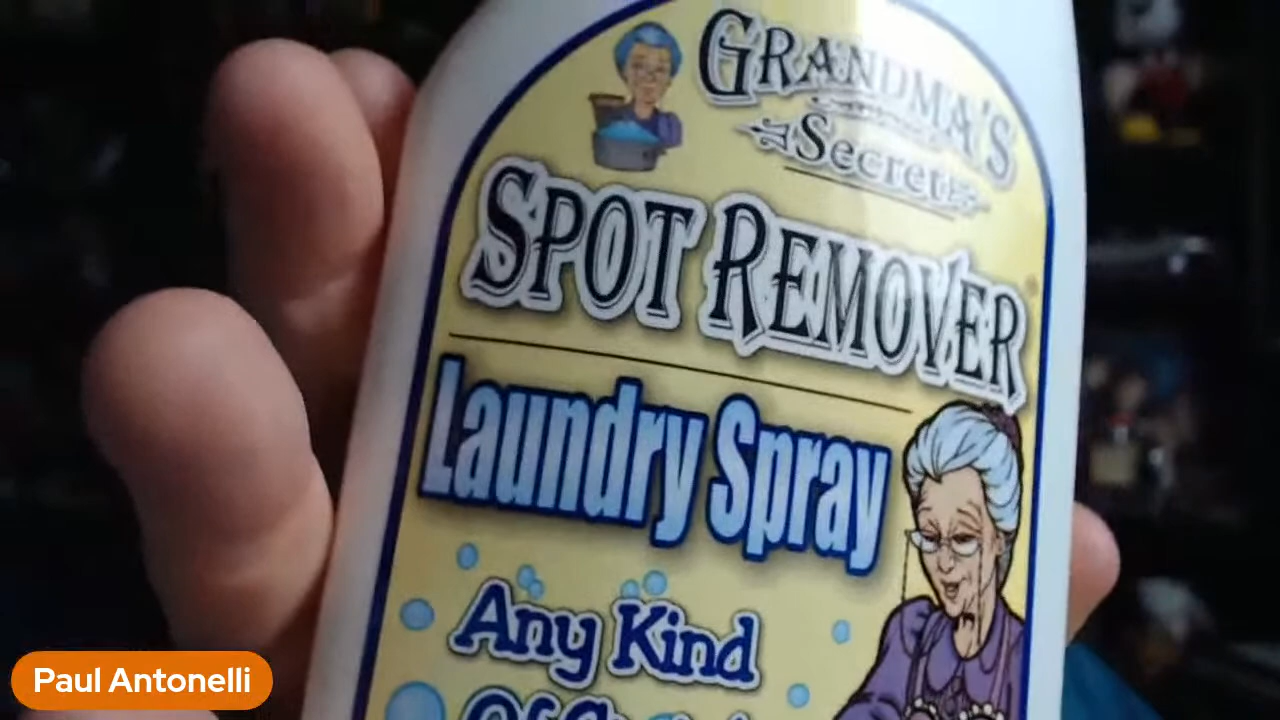 GRANDMA'S
Secret
SPOT REMOVER
Laundry Spray
Any Kind
Paul Antonelli